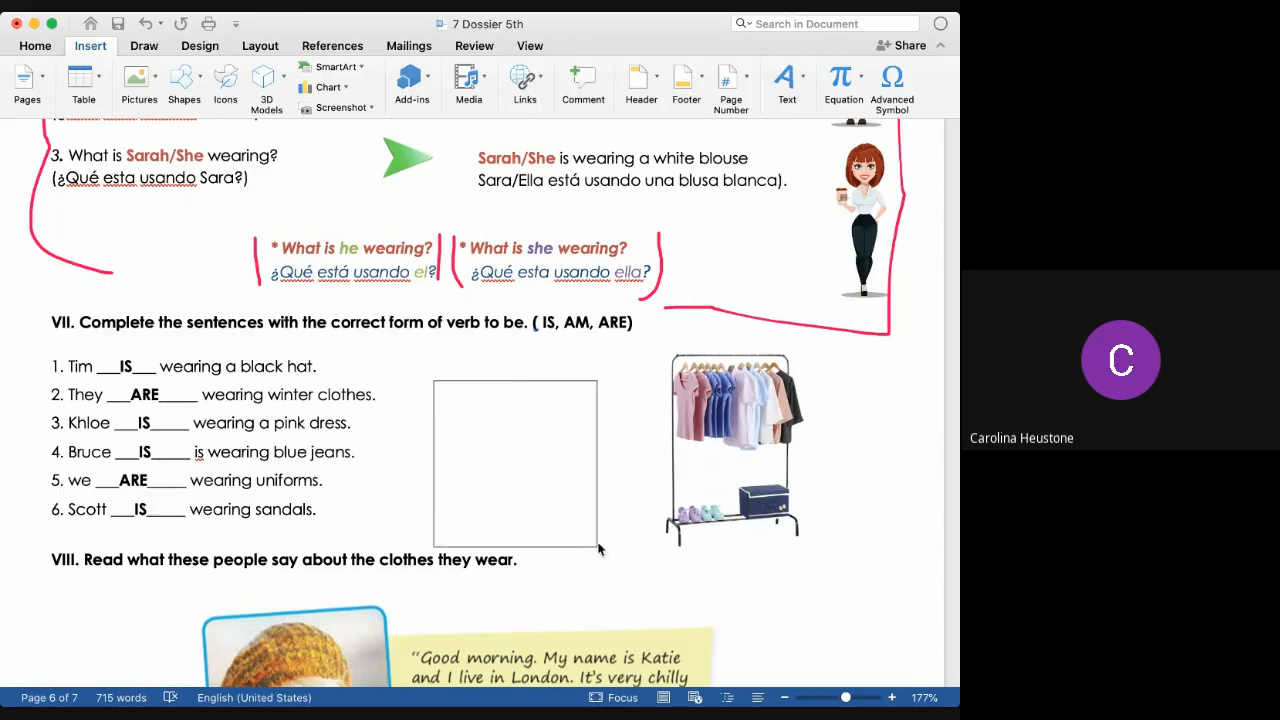 7 Dossier 5th
Search in Document
Home Insert Draw Design Layout References Mailings Review View Share
Pages Table Pictures Shapes Icons 3D Models SmartArt Chart Screenshot Add-ins Media Links Comment Header Footer Page Number Text Equation Advanced Symbol
3. What is Sarah/She wearing?
(¿Qué esta usando Sara?)
Sarah/She is wearing a white blouse
Sara/Ella está usando una blusa blanca).
* What is he wearing? * What is she wearing?
¿Qué está usando el? ¿Qué esta usando ella?
VII. Complete the sentences with the correct form of verb to be. ( IS, AM, ARE)
1. Tim ___IS___ wearing a black hat.
2. They ___ARE_____ wearing winter clothes.
3. Khloe ___IS_____ wearing a pink dress.
4. Bruce ___IS_____ is wearing blue jeans.
5. we ___ARE_____ wearing uniforms.
6. Scott ___IS_____ wearing sandals.
VIII. Read what these people say about the clothes they wear.
“Good morning. My name is Katie
and I live in London. It's very chilly
Page 6 of 7 715 words English (United States) Focus 177%
C
Carolina Heustone